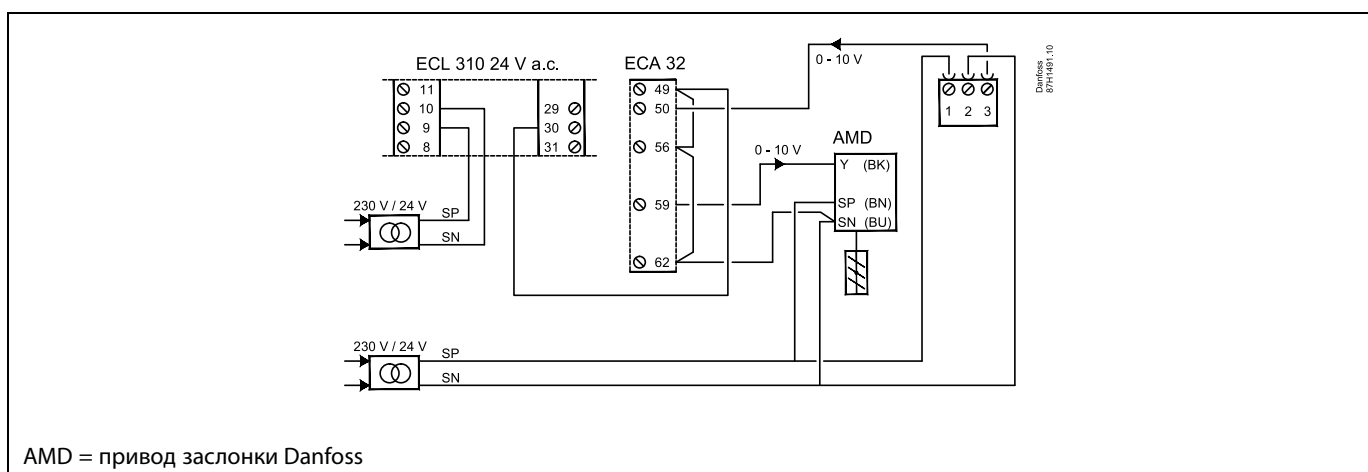 ECL 310 24 V a.c.
ECA 32
0 - 10 V
Danfoss
87H1491.10
11
10
9
8
29
30
31
49
50
56
59
62
1 2 3
AMD
0 - 10 V
Y (BK)
SP (BN)
SN (BU)
230 V / 24 V
SP
SN
230 V / 24 V
SP
SN
AMD = привод заслонки Danfoss